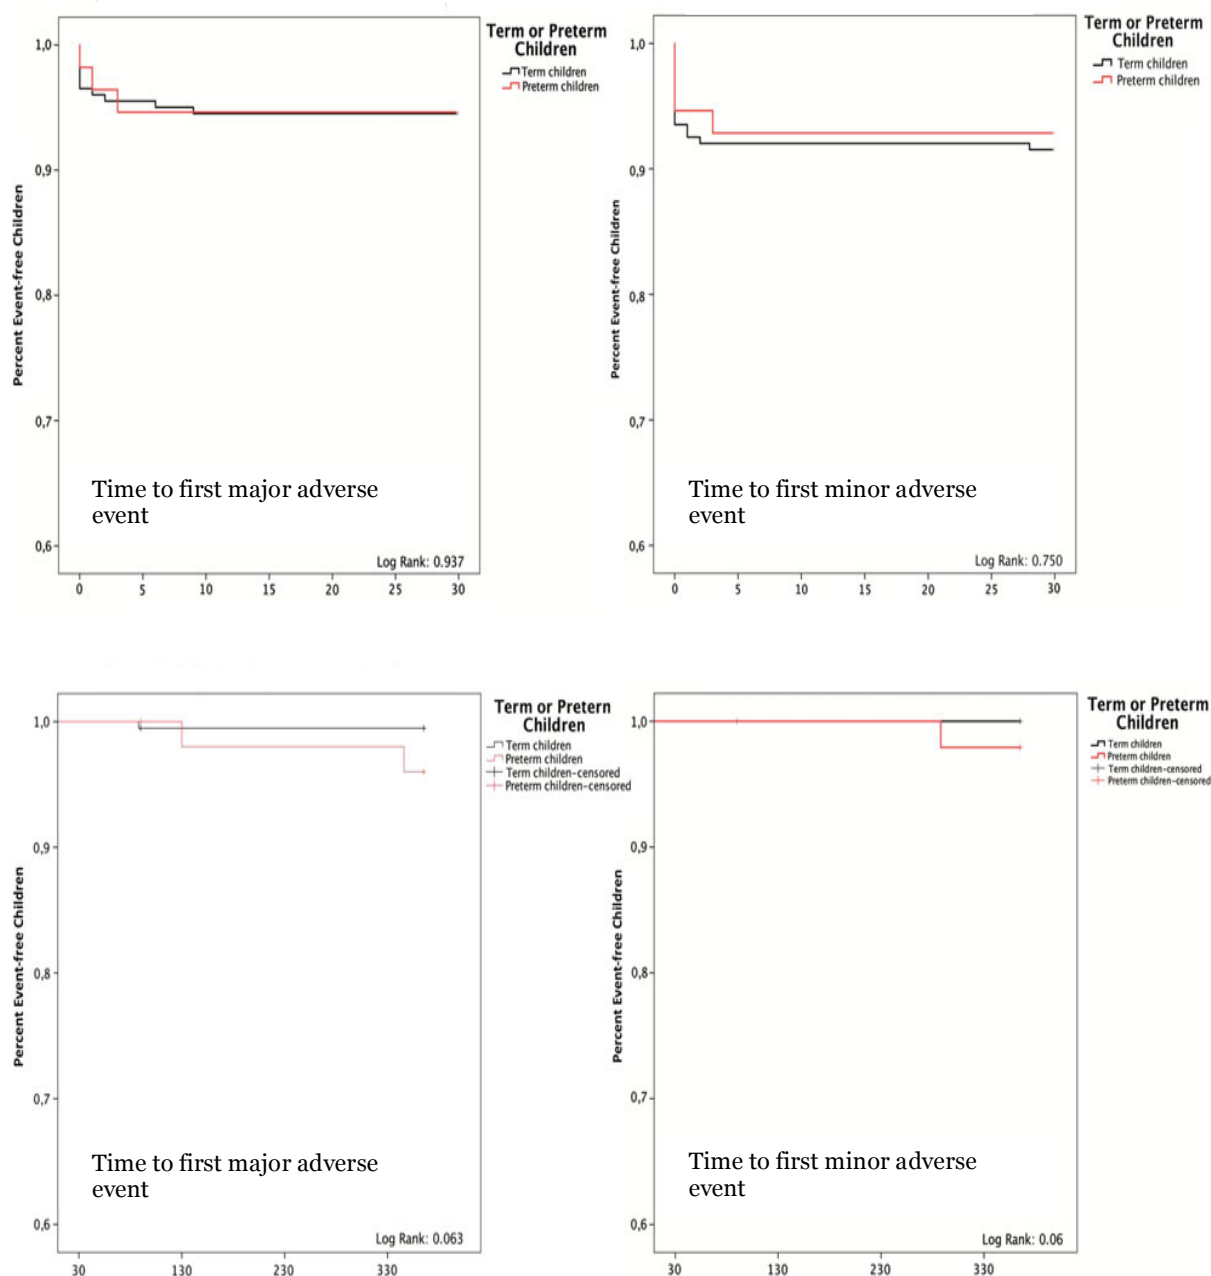 Term or Preterm
Children
Term children
Preterm children
Percent Event-free Children
1,0
0,9
0,8
0,7
0,6
Time to first major adverse
event
Log Rank: 0.937
0 5 10 15 20 25 30
Term or Preterm
Children
Term children
Preterm children
Percent Event-free Children
1,0
0,9
0,8
0,7
0,6
Time to first minor adverse
event
Log Rank: 0.750
0 5 10 15 20 25 30
Term or Pretern
Children
Term children
Preterm children
Term children-censored
Preterm children-censored
Percent Event-free Children
1,0
0,9
0,8
0,7
0,6
Time to first major adverse
event
Log Rank: 0.063
30 130 230 330
Term or Preterm
Children
Term children
Preterm children
Term children-censored
Preterm children-censored
Percent Event-free Children
1,0
0,9
0,8
0,7
0,6
Time to first minor adverse
event
Log Rank: 0.06
30 130 230 330